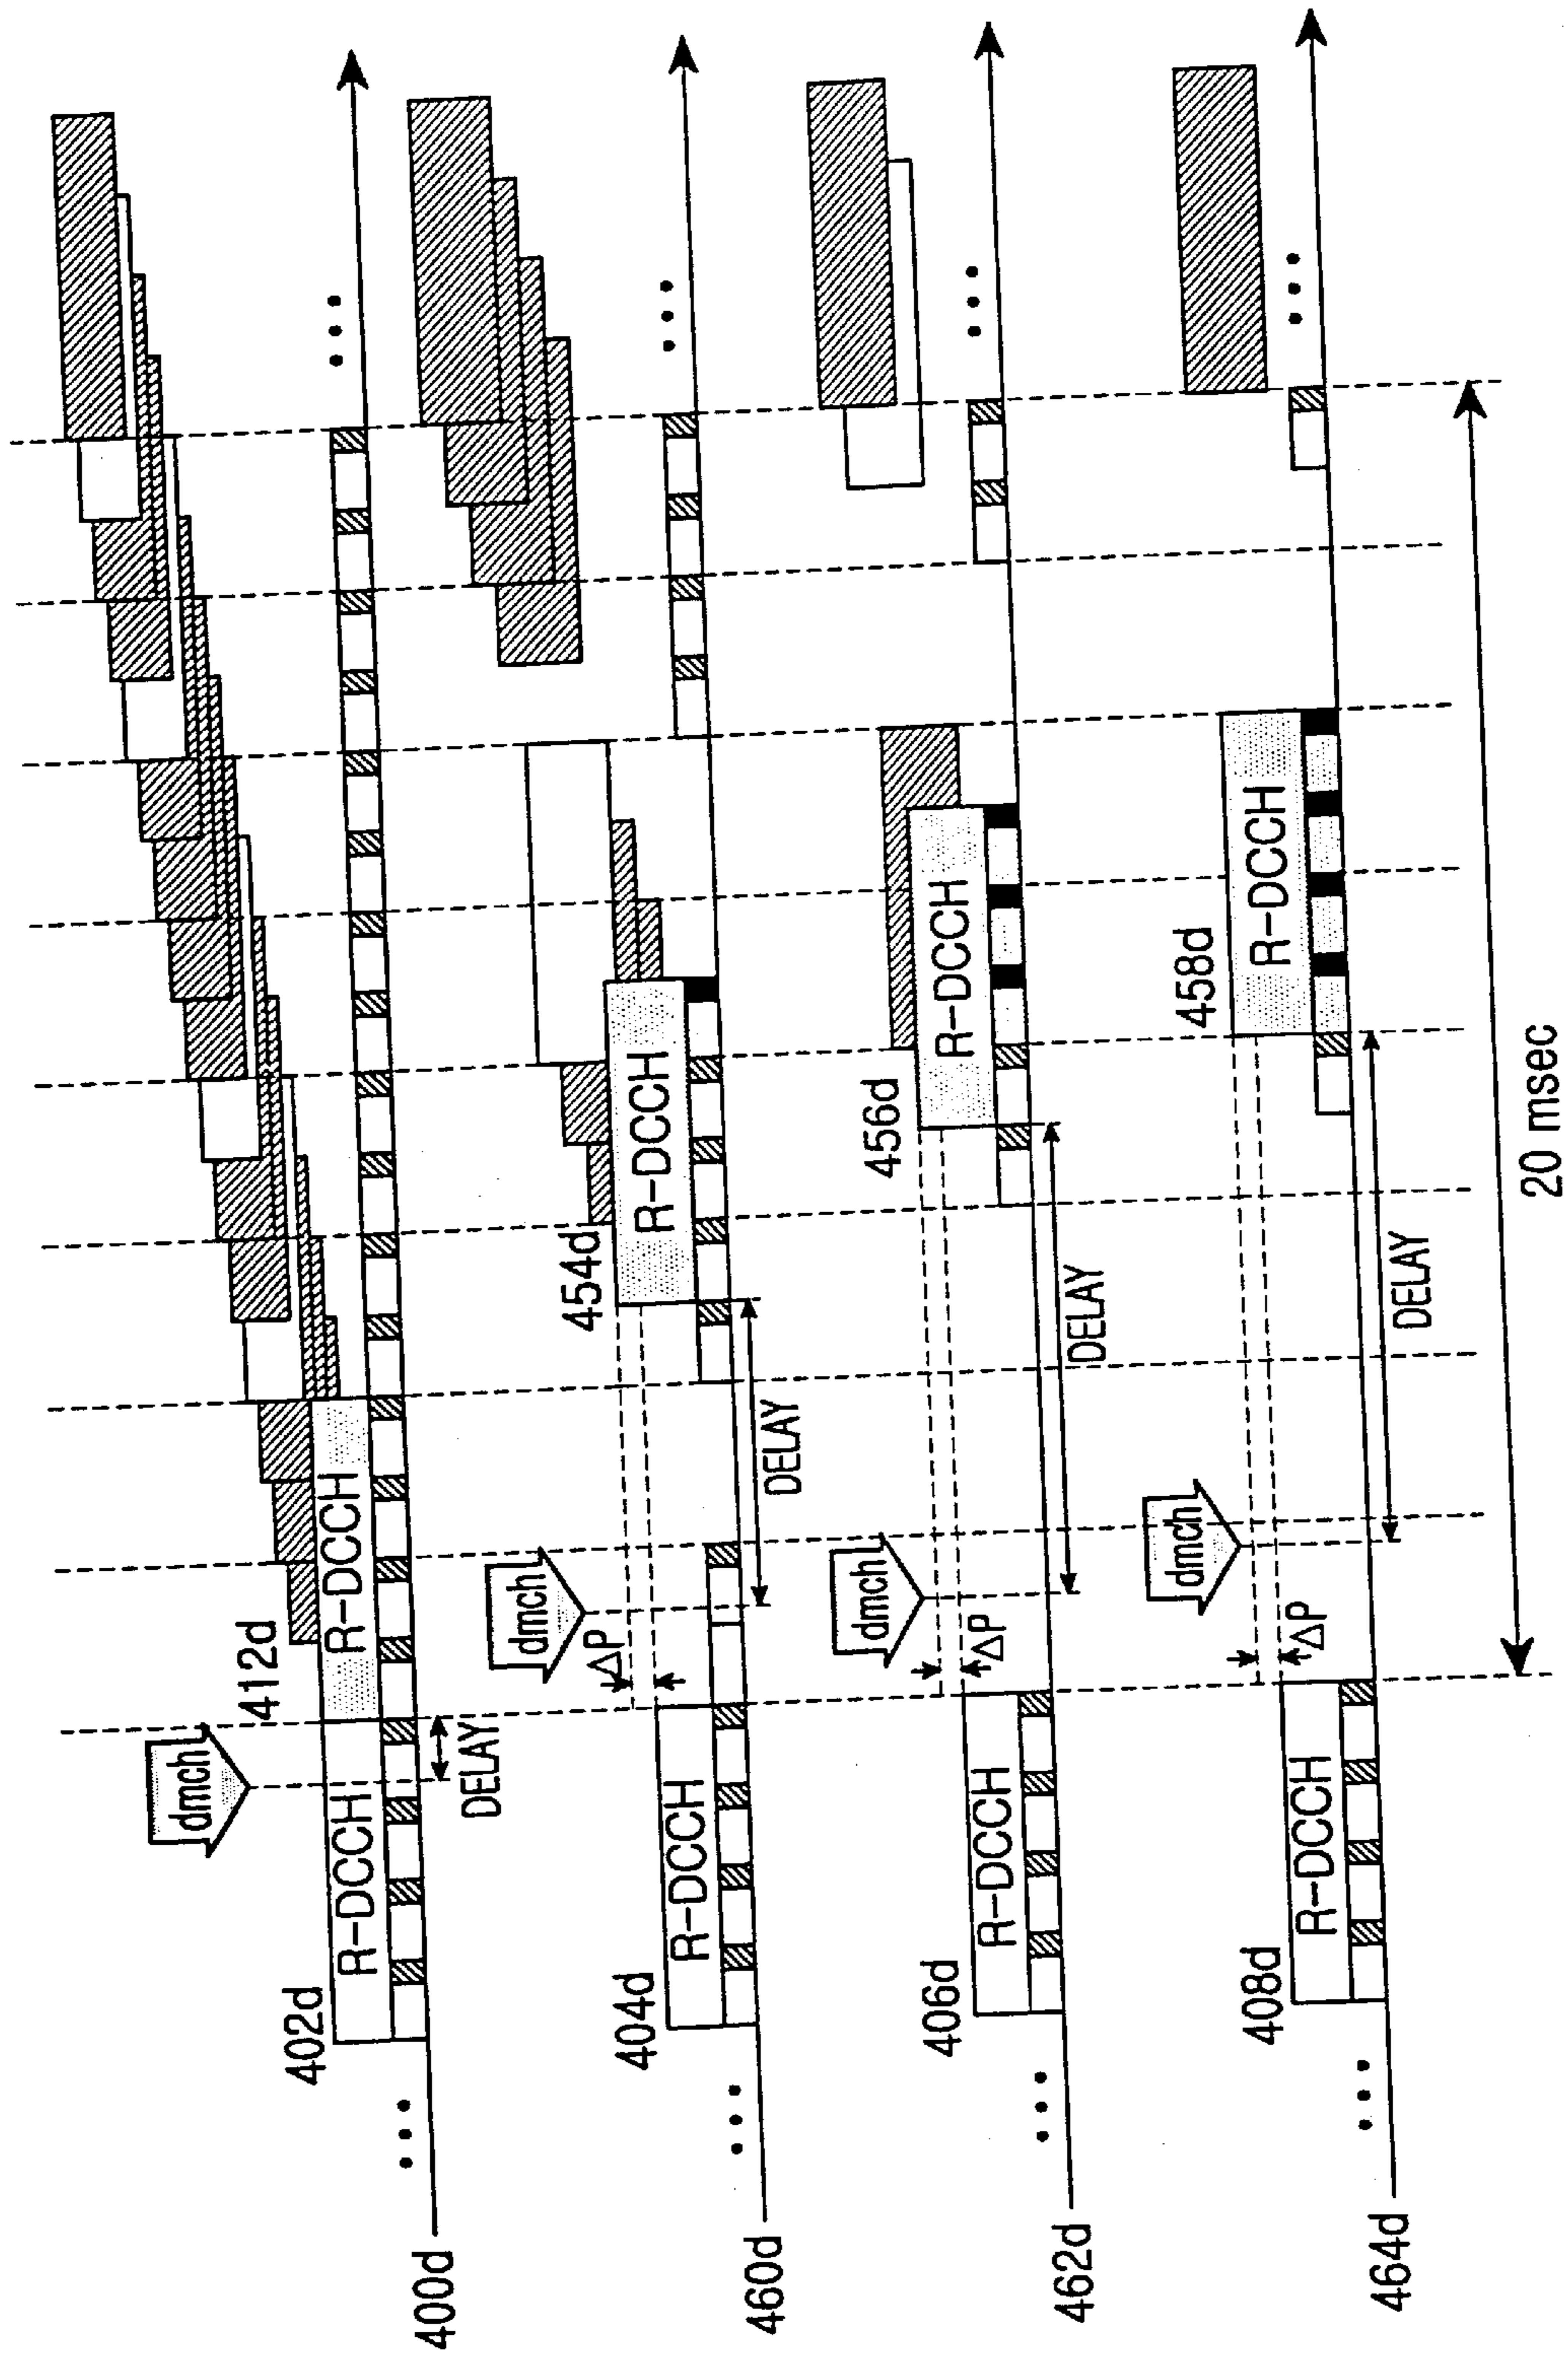 402d
R-DCCH
dmch
412d
R-DCCH
DELAY
400d
404d
R-DCCH
dmch
ΔP
454d
R-DCCH
DELAY
460d
406d
R-DCCH
dmch
ΔP
456d
R-DCCH
DELAY
462d
408d
R-DCCH
dmch
ΔP
458d
R-DCCH
DELAY
464d
20 msec